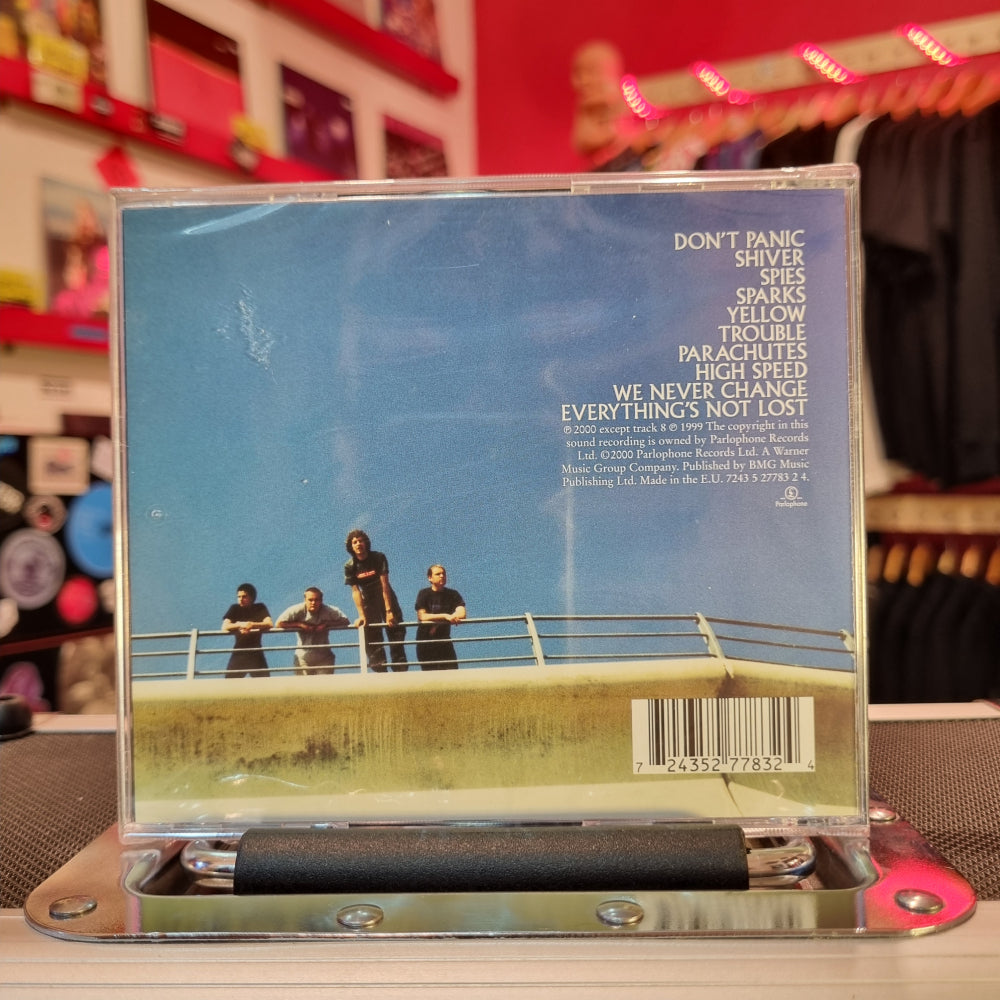 DON'T PANIC
SHIVER
SPIES
SPARKS
YELLOW
TROUBLE
PARACHUTES
HIGH SPEED
WE NEVER CHANGE
EVERYTHING'S NOT LOST
℗ 2000 except track 8 ℗ 1999 The copyright in this
sound recording is owned by Parlophone Records
Ltd. ©2000 Parlophone Records Ltd. A Warner
Music Group Company. Published by BMG Music
Publishing Ltd. Made in the E.U. 7243 5 27783 2 4.
Parlophone
7 24352 77832 4